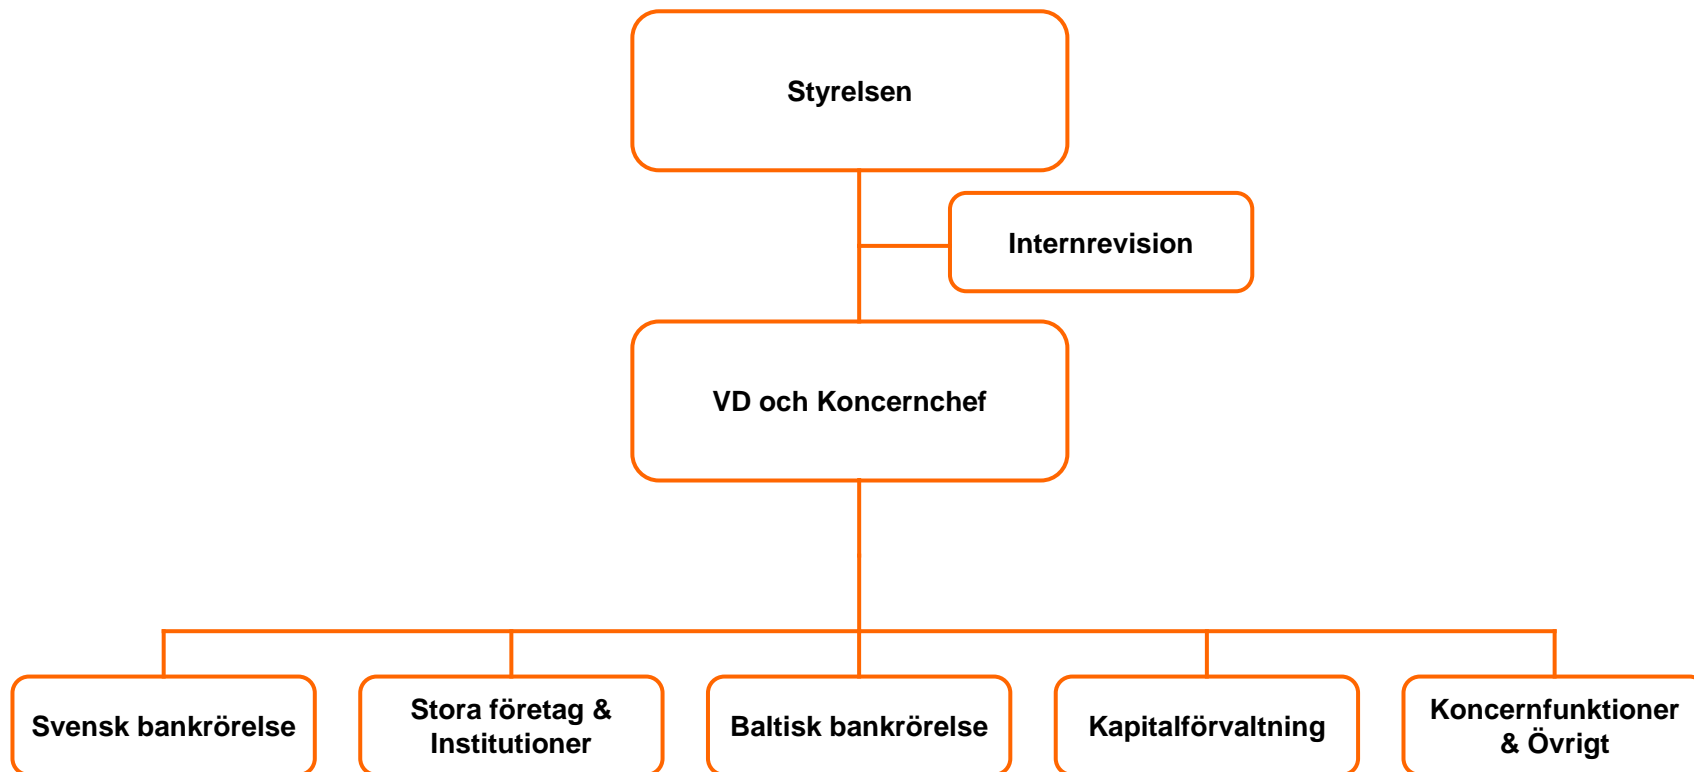 Styrelsen
Internrevision
VD och Koncernchef
Svensk bankrörelse
Stora företag &
Institutioner
Baltisk bankrörelse
Kapitalförvaltning
Koncernfunktioner
& Övrigt